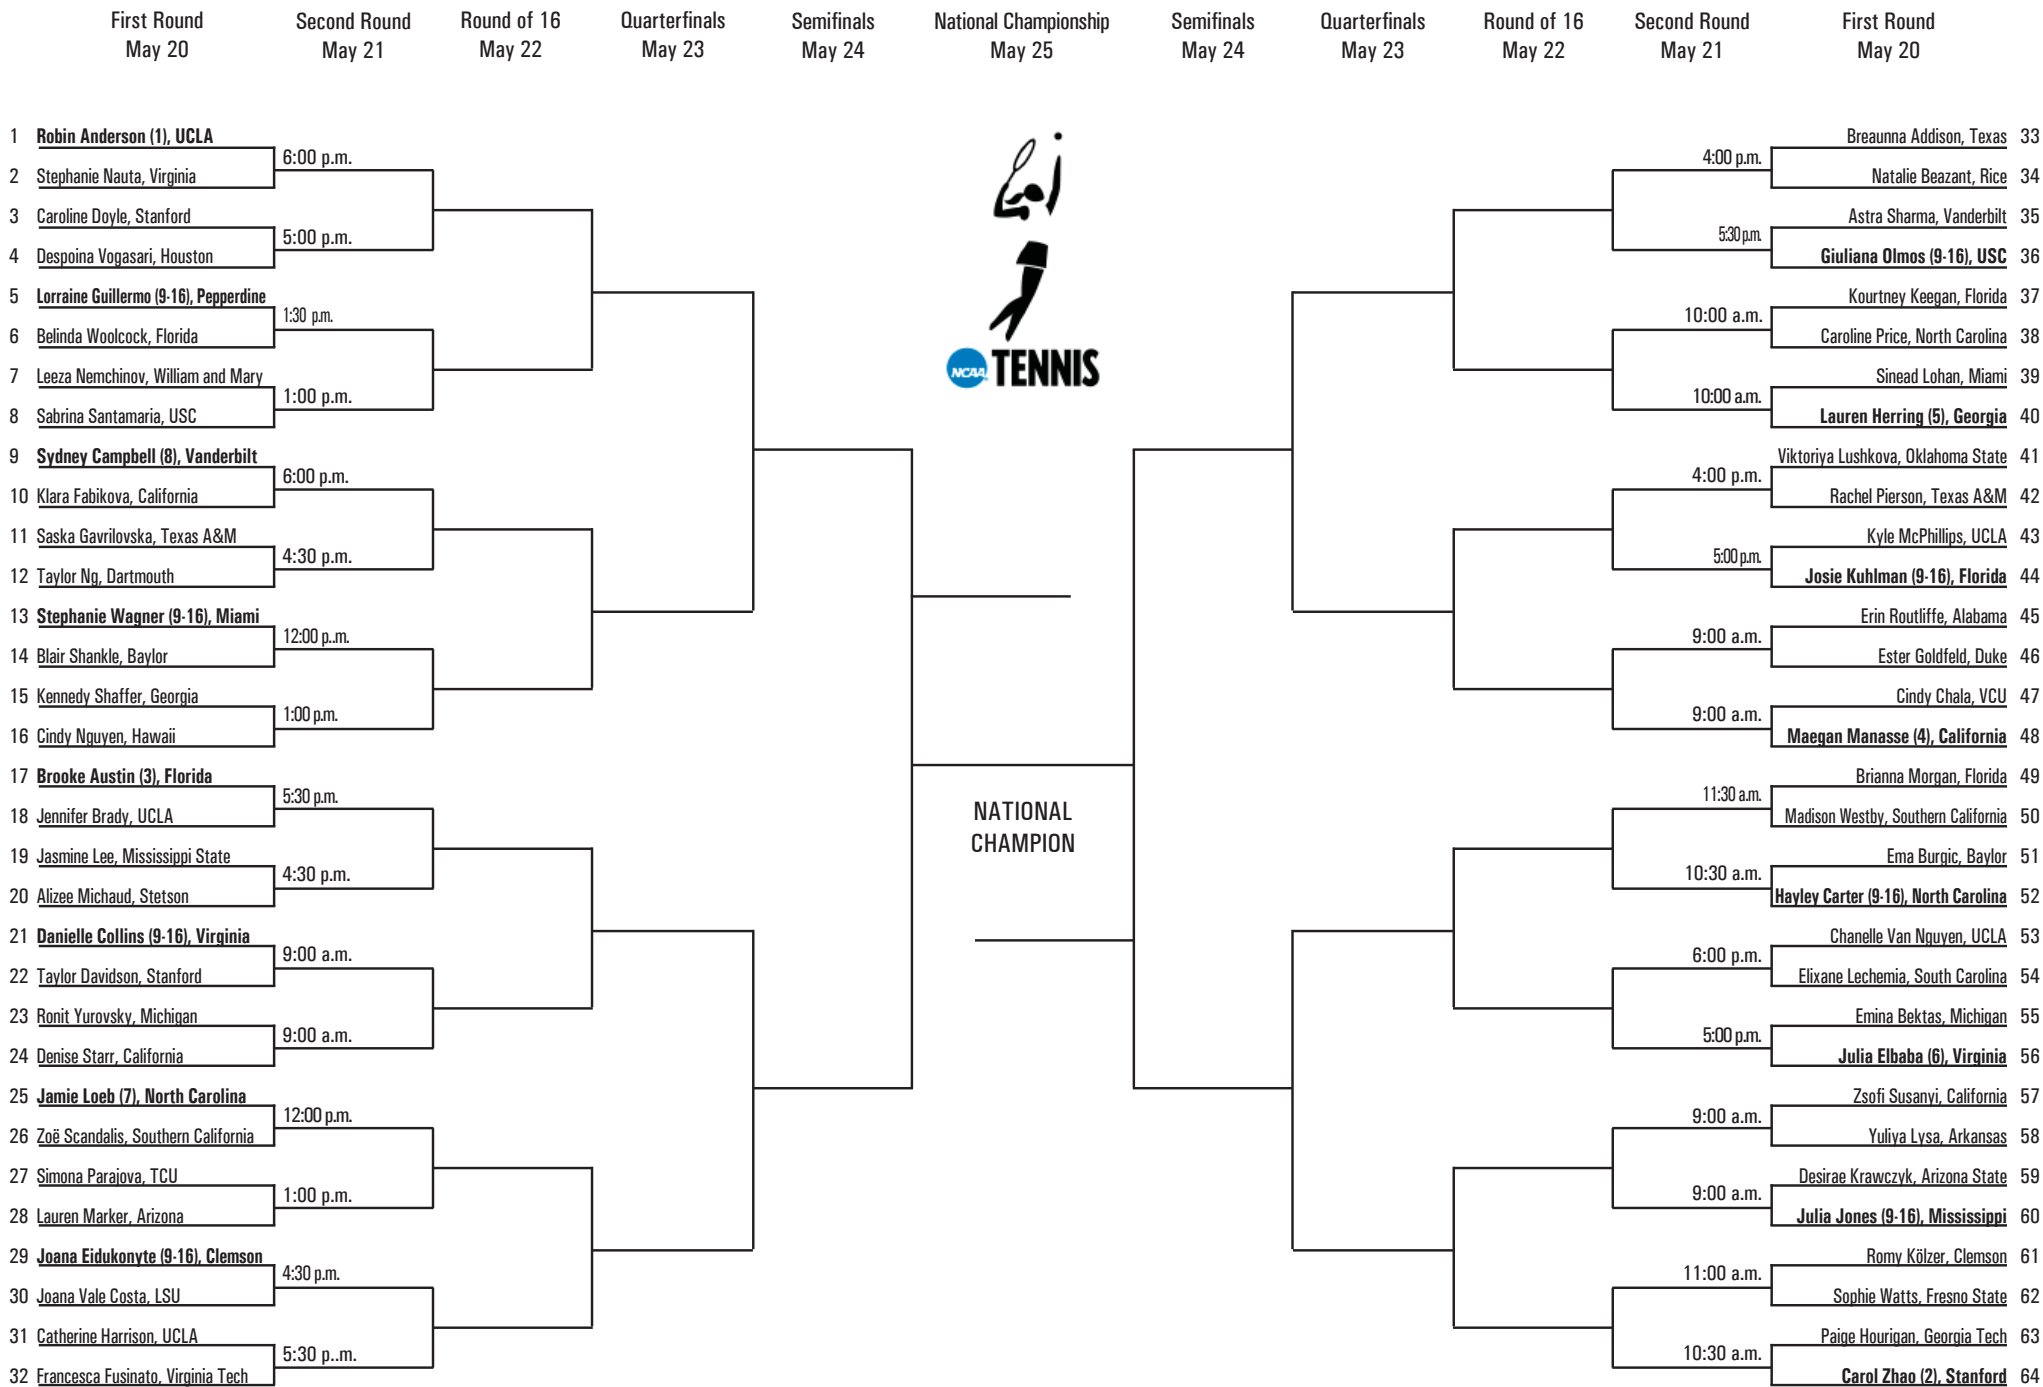 First Round
May 20
Second Round
May 21
Round of 16
May 22
Quarterfinals
May 23
Semifinals
May 24
National Championship
May 25
Semifinals
May 24
Quarterfinals
May 23
Round of 16
May 22
Second Round
May 21
First Round
May 20
1 Robin Anderson (1), UCLA
6:00 p.m.
2 Stephanie Nauta, Virginia
3 Caroline Doyle, Stanford
5:00 p.m.
4 Despoina Vogasari, Houston
5 Lorraine Guillermo (9-16), Pepperdine
1:30 p.m.
6 Belinda Woolcock, Florida
7 Leeza Nemchinov, William and Mary
1:00 p.m.
8 Sabrina Santamaria, USC
9 Sydney Campbell (8), Vanderbilt
6:00 p.m.
10 Klara Fabikova, California
11 Saska Gavrilovska, Texas A&M
4:30 p.m.
12 Taylor Ng, Dartmouth
13 Stephanie Wagner (9-16), Miami
12:00 p..m.
14 Blair Shankle, Baylor
15 Kennedy Shaffer, Georgia
1:00 p.m.
16 Cindy Nguyen, Hawaii
17 Brooke Austin (3), Florida
5:30 p.m.
18 Jennifer Brady, UCLA
19 Jasmine Lee, Mississippi State
4:30 p.m.
20 Alizee Michaud, Stetson
21 Danielle Collins (9-16), Virginia
9:00 a.m.
22 Taylor Davidson, Stanford
23 Ronit Yurovsky, Michigan
9:00 a.m.
24 Denise Starr, California
25 Jamie Loeb (7), North Carolina
12:00 p.m.
26 Zoë Scandalis, Southern California
27 Simona Parajova, TCU
1:00 p.m.
28 Lauren Marker, Arizona
29 Joana Eidukonyte (9-16), Clemson
4:30 p.m.
30 Joana Vale Costa, LSU
31 Catherine Harrison, UCLA
5:30 p..m.
32 Francesca Fusinato, Virginia Tech
NCAA TENNIS
NATIONAL
CHAMPION
Breaunna Addison, Texas 33
4:00 p.m.
Natalie Beazant, Rice 34
Astra Sharma, Vanderbilt 35
5:30 p.m.
Giuliana Olmos (9-16), USC 36
Kourtney Keegan, Florida 37
10:00 a.m.
Caroline Price, North Carolina 38
Sinead Lohan, Miami 39
10:00 a.m.
Lauren Herring (5), Georgia 40
Viktoriya Lushkova, Oklahoma State 41
4:00 p.m.
Rachel Pierson, Texas A&M 42
Kyle McPhillips, UCLA 43
5:00 p.m.
Josie Kuhlman (9-16), Florida 44
Erin Routliffe, Alabama 45
9:00 a.m.
Ester Goldfeld, Duke 46
Cindy Chala, VCU 47
9:00 a.m.
Maegan Manasse (4), California 48
Brianna Morgan, Florida 49
11:30 a.m.
Madison Westby, Southern California 50
Ema Burgic, Baylor 51
10:30 a.m.
Hayley Carter (9-16), North Carolina 52
Chanelle Van Nguyen, UCLA 53
6:00 p.m.
Elixane Lechemia, South Carolina 54
Emina Bektas, Michigan 55
5:00 p.m.
Julia Elbaba (6), Virginia 56
Zsofi Susanyi, California 57
9:00 a.m.
Yuliya Lysa, Arkansas 58
Desirae Krawczyk, Arizona State 59
9:00 a.m.
Julia Jones (9-16), Mississippi 60
Romy Kölzer, Clemson 61
11:00 a.m.
Sophie Watts, Fresno State 62
Paige Hourigan, Georgia Tech 63
10:30 a.m.
Carol Zhao (2), Stanford 64